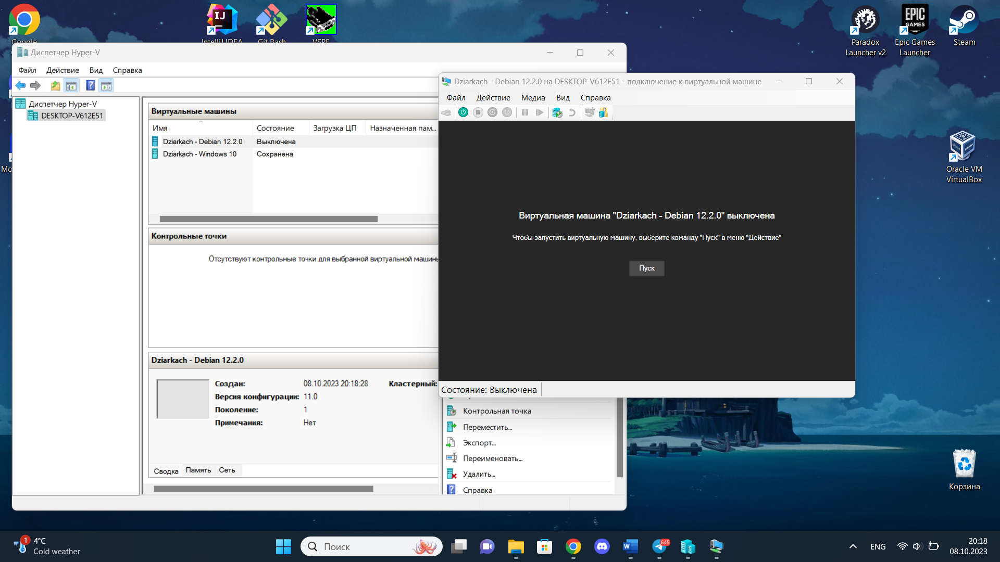 Google
IntelliJ IDEA
Git Bash
VSPE
Paradox
Launcher v2
EPIC
GAMES
Epic Games
Launcher
Steam
Диспетчер Hyper-V
Файл Действие Вид Справка
Диспетчер Hyper-V
DESKTOP-V612E51
Виртуальные машины
Имя Состояние Загрузка ЦП Назначенная пам...
Dziarkach - Debian 12.2.0 Выключена
Dziarkach - Windows 10 Сохранена
Контрольные точки
Отсутствуют контрольные точки для выбранной виртуальной машины
Dziarkach - Debian 12.2.0
Создан: 08.10.2023 20:18:28 Кластерный:
Версия конфигурации: 11.0
Поколение: 1
Примечания: Нет
Сводка Память Сеть
Dziarkach - Debian 12.2.0 на DESKTOP-V612E51 - подключение к виртуальной машине
Файл Действие Медиа Вид Справка
Виртуальная машина "Dziarkach - Debian 12.2.0" выключена
Чтобы запустить виртуальную машину, выберите команду "Пуск" в меню "Действие"
Пуск
Состояние: Выключена
Контрольная точка
Переместить...
Экспорт...
Переименовать...
Удалить...
Справка
Oracle VM
VirtualBox
Корзина
1
4°C
Cold weather
Поиск
645
ENG
20:18
08.10.2023